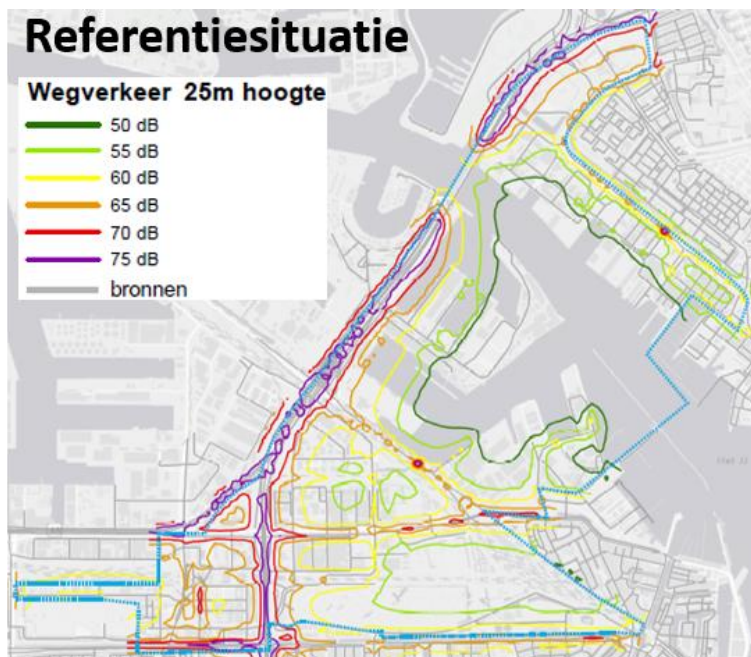 Referentiesituatie
Wegverkeer 25m hoogte
50 dB
55 dB
60 dB
65 dB
70 dB
75 dB
bronnen